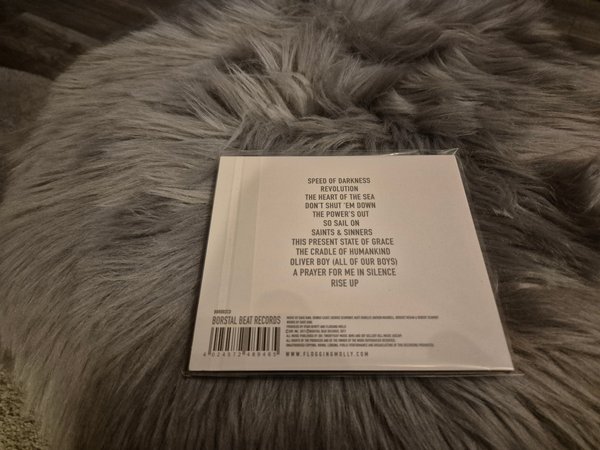 SPEED OF DARKNESS
REVOLUTION
THE HEART OF THE SEA
DON'T SHUT 'EM DOWN
THE POWER'S OUT
SO SAIL ON
SAINTS & SINNERS
THIS PRESENT STATE OF GRACE
THE CRADLE OF HUMANKIND
OLIVER BOY (ALL OF OUR BOYS)
A PRAYER FOR ME IN SILENCE
RISE UP
BORSTAL BEAT RECORDS
WWW.FLOGGINGMOLLY.COM